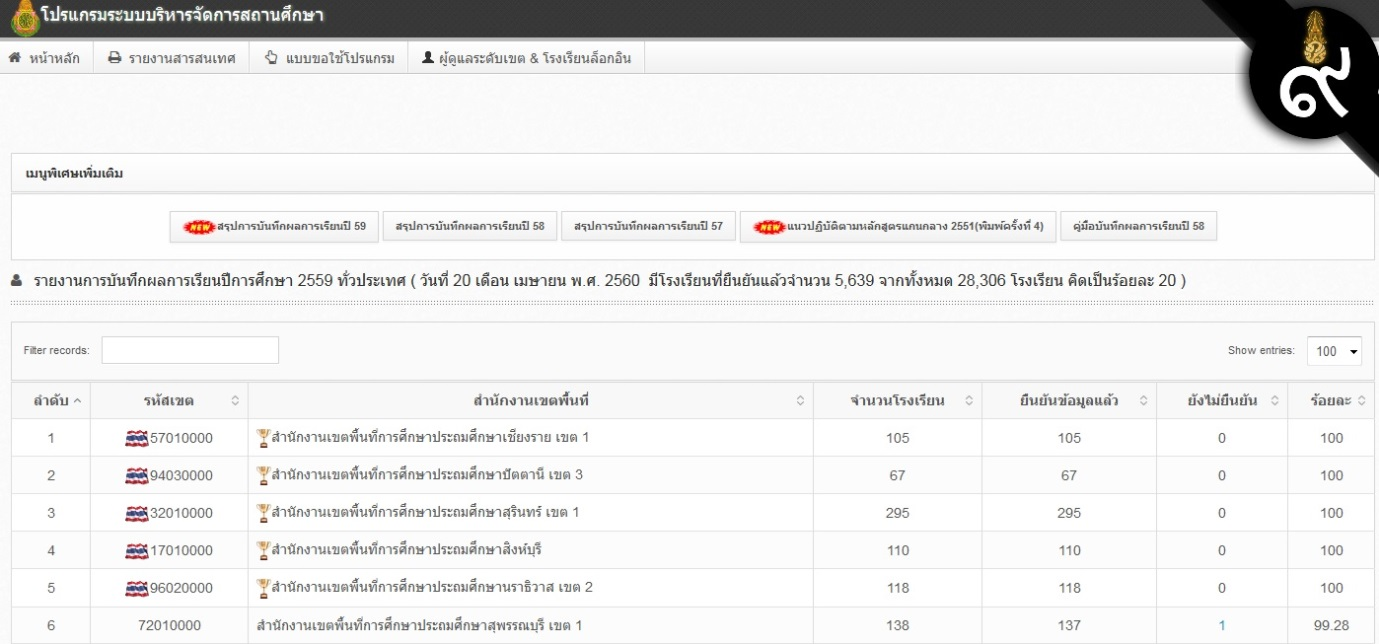 โปรแกรมระบบบริหารจัดการสถานศึกษา
หน้าหลัก รายงานสารสนเทศ แบบขอใช้โปรแกรม ผู้ดูแลระดับเขต & โรงเรียนล็อกอิน
๙
เมนูพิเศษเพิ่มเติม
NEW สรุปการบันทึกผลการเรียนปี 59 สรุปการบันทึกผลการเรียนปี 58 สรุปการบันทึกผลการเรียนปี 57 NEW แนวปฏิบัติตามหลักสูตรแกนกลาง 2551(พิมพ์ครั้งที่ 4) คู่มือบันทึกผลการเรียนปี 58
รายงานการบันทึกผลการเรียนปีการศึกษา 2559 ทั่วประเทศ ( วันที่ 20 เดือน เมษายน พ.ศ. 2560 มีโรงเรียนที่ยืนยันแล้วจำนวน 5,639 จากทั้งหมด 28,306 โรงเรียน คิดเป็นร้อยละ 20 )
Filter records: Show entries: 100
ลำดับ รหัสเขต สำนักงานเขตพื้นที่ จำนวนโรงเรียน ยืนยันข้อมูลแล้ว ยังไม่ยืนยัน ร้อยละ
1 57010000 สำนักงานเขตพื้นที่การศึกษาประถมศึกษาเชียงราย เขต 1 105 105 0 100
2 94030000 สำนักงานเขตพื้นที่การศึกษาประถมศึกษาปัตตานี เขต 3 67 67 0 100
3 32010000 สำนักงานเขตพื้นที่การศึกษาประถมศึกษาสุรินทร์ เขต 1 295 295 0 100
4 17010000 สำนักงานเขตพื้นที่การศึกษาประถมศึกษาสิงห์บุรี 110 110 0 100
5 96020000 สำนักงานเขตพื้นที่การศึกษาประถมศึกษานราธิวาส เขต 2 118 118 0 100
6 72010000 สำนักงานเขตพื้นที่การศึกษาประถมศึกษาสุพรรณบุรี เขต 1 138 137 1 99.28